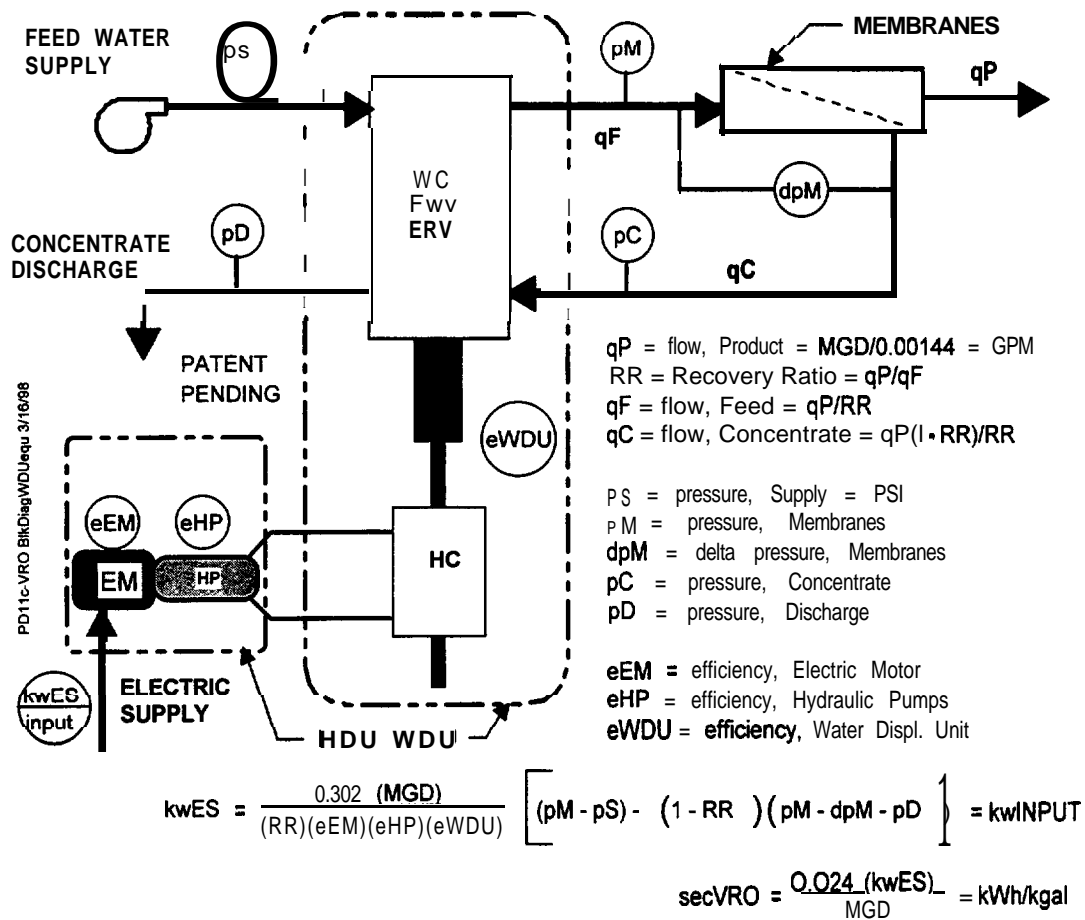 FEED WATER
SUPPLY
ps
pM
MEMBRANES
qP
qF
WC
Fwv
ERV
dpM
CONCENTRATE
DISCHARGE
pD
pC
qC
PATENT
PENDING
PD11c-VRO BlkDiagWDUequ 3/16/98
eWDU
qP = flow, Product = MGD/0.00144 = GPM
RR = Recovery Ratio = qP/qF
qF = flow, Feed = qP/RR
qC = flow, Concentrate = qP(I - RR)/RR
PS = pressure, Supply = PSI
PM = pressure, Membranes
dpM = delta pressure, Membranes
pC = pressure, Concentrate
pD = pressure, Discharge
eEM = efficiency, Electric Motor
eHP = efficiency, Hydraulic Pumps
eWDU = efficiency, Water Displ. Unit
eEM
eHP
EM
HP
HC
kwES
input
ELECTRIC
SUPPLY
HDU WDU
kwES = 0.302 (MGD) / (RR)(eEM)(eHP)(eWDU) [(pM - pS) - (1 - RR )( pM - dpM - pD )] = kwINPUT
secVRO = 0.024 (kwES) / MGD = kWh/kgal